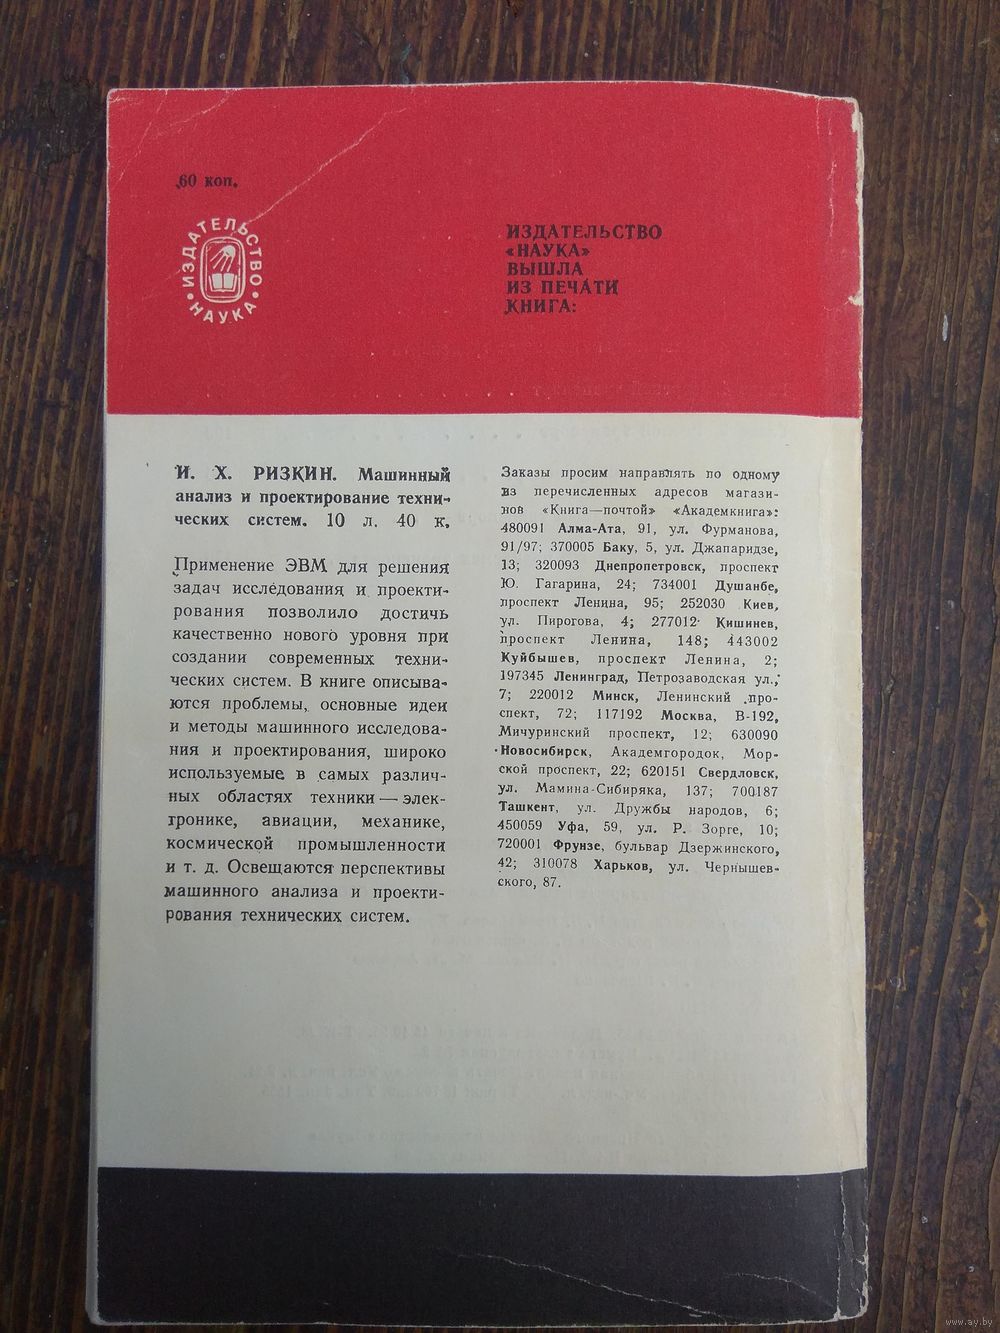 60 коп.
ИЗДАТЕЛЬСТВО
• НАУКА •
ИЗДАТЕЛЬСТВО
«НАУКА»
ВЫШЛА
ИЗ ПЕЧАТИ
КНИГА:
И. Х. РИЗКИН. Машинный
анализ и проектирование техни-
ческих систем. 10 л. 40 к.
Применение ЭВМ для решения
задач исследования и проекти-
рования позволило достичь
качественно нового уровня при
создании современных техни-
ческих систем. В книге описыва-
ются проблемы, основные идеи
и методы машинного исследова-
ния и проектирования, широко
используемые в самых различ-
ных областях техники — элек-
тронике, авиации, механике,
космической промышленности
и т. д. Освещаются перспективы
машинного анализа и проекти-
рования технических систем.
Заказы просим направлять по одному
из перечисленных адресов магази-
нов «Книга—почтой» «Академкнига»:
480091 Алма-Ата, 91, ул. Фурманова,
91/97; 370005 Баку, 5, ул. Джапаридзе,
13; 320093 Днепропетровск, проспект
Ю. Гагарина, 24; 734001 Душанбе,
проспект Ленина, 95; 252030 Киев,
ул. Пирогова, 4; 277012 Кишинев,
проспект Ленина, 148; 443002
Куйбышев, проспект Ленина, 2;
197345 Ленинград, Петрозаводская ул.,
7; 220012 Минск, Ленинский про-
спект, 72; 117192 Москва, В-192,
Мичуринский проспект, 12; 630090
Новосибирск, Академгородок, Мор-
ской проспект, 22; 620151 Свердловск,
ул. Мамина-Сибиряка, 137; 700187
Ташкент, ул. Дружбы народов, 6;
450059 Уфа, 59, ул. Р. Зорге, 10;
720001 Фрунзе, бульвар Дзержинского,
42; 310078 Харьков, ул. Чернышев-
ского, 87.
www.ay.by